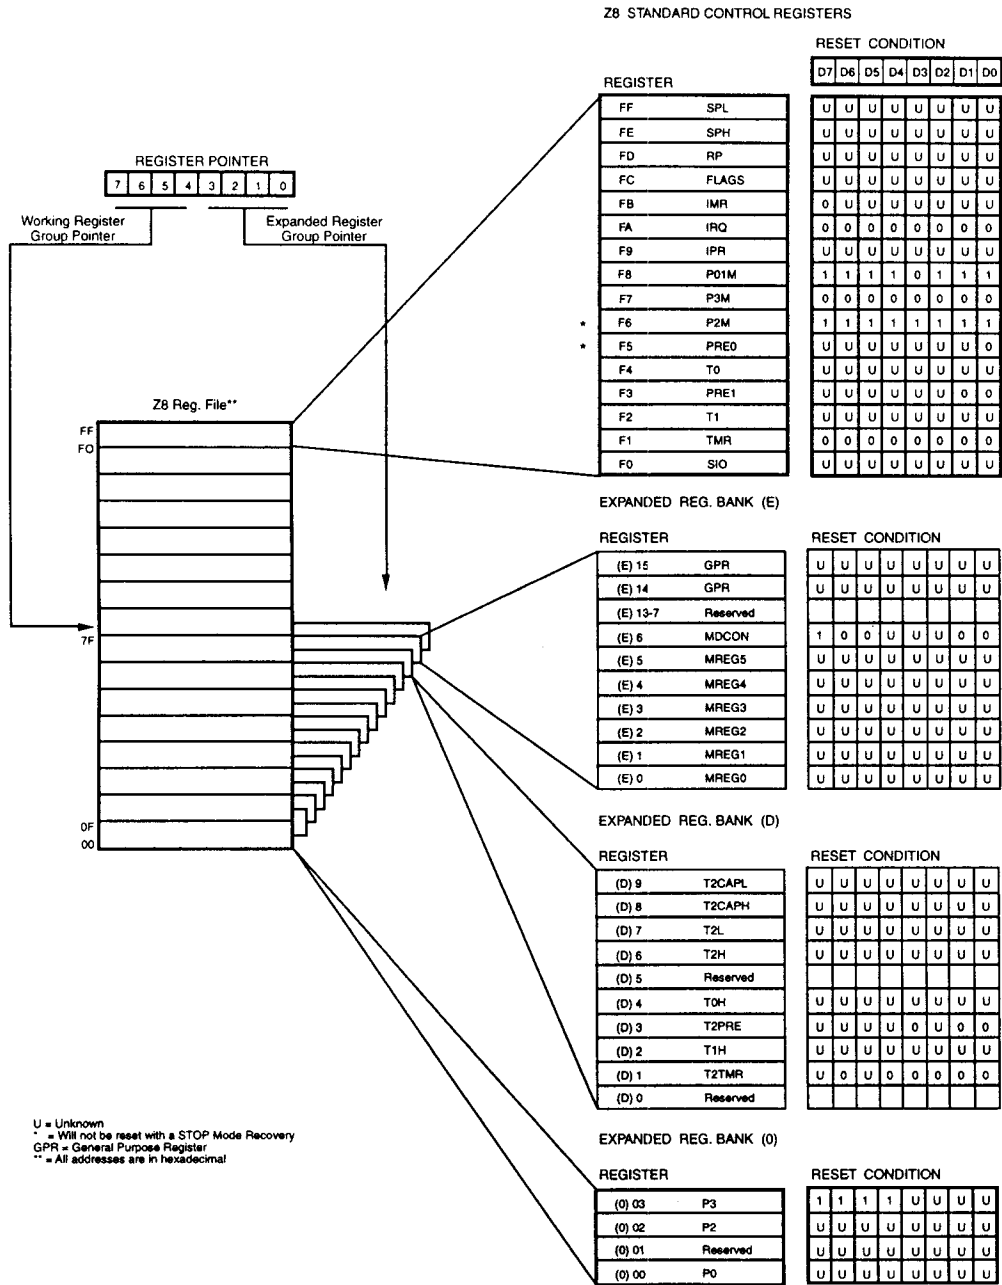 Z8 STANDARD CONTROL REGISTERS
RESET CONDITION
D7 D6 D5 D4 D3 D2 D1 D0
REGISTER
FF SPL U U U U U U U U
FE SPH U U U U U U U U
FD RP U U U U U U U U
FC FLAGS U U U U U U U U
FB IMR 0 U U U U U U U
FA IRQ 0 0 0 0 0 0 0 0
F9 IPR U U U U U U U U
F8 P01M 1 1 1 1 0 1 1 1
F7 P3M 0 0 0 0 0 0 0 0
* F6 P2M 1 1 1 1 1 1 1 1
* F5 PRE0 U U U U U U U 0
F4 T0 U U U U U U U U
F3 PRE1 U U U U U U 0 0
F2 T1 U U U U U U U U
F1 TMR 0 0 0 0 0 0 0 0
F0 SIO U U U U U U U U
REGISTER POINTER
7 6 5 4 3 2 1 0
Working Register
Group Pointer
Expanded Register
Group Pointer
Z8 Reg. File**
FF
FO
7F
0F
00
EXPANDED REG. BANK (E)
REGISTER RESET CONDITION
(E) 15 GPR U U U U U U U U
(E) 14 GPR U U U U U U U U
(E) 13-7 Reserved
(E) 6 MDCON 1 0 0 U U U 0 0
(E) 5 MREG5 U U U U U U U U
(E) 4 MREG4 U U U U U U U U
(E) 3 MREG3 U U U U U U U U
(E) 2 MREG2 U U U U U U U U
(E) 1 MREG1 U U U U U U U U
(E) 0 MREG0 U U U U U U U U
EXPANDED REG. BANK (D)
REGISTER RESET CONDITION
(D) 9 T2CAPL U U U U U U U U
(D) 8 T2CAPH U U U U U U U U
(D) 7 T2L U U U U U U U U
(D) 6 T2H U U U U U U U U
(D) 5 Reserved
(D) 4 T0H U U U U U U U U
(D) 3 T2PRE U U U U 0 U 0 0
(D) 2 T1H U U U U U U U U
(D) 1 T2TMR U 0 U 0 0 0 0 0
(D) 0 Reserved
EXPANDED REG. BANK (0)
REGISTER RESET CONDITION
(0) 03 P3 1 1 1 1 U U U U
(0) 02 P2 U U U U U U U U
(0) 01 Reserved U U U U U U U U
(0) 00 P0 U U U U U U U U
U = Unknown
* = Will not be reset with a STOP Mode Recovery
GPR = General Purpose Register
** = All addresses are in hexadecimal